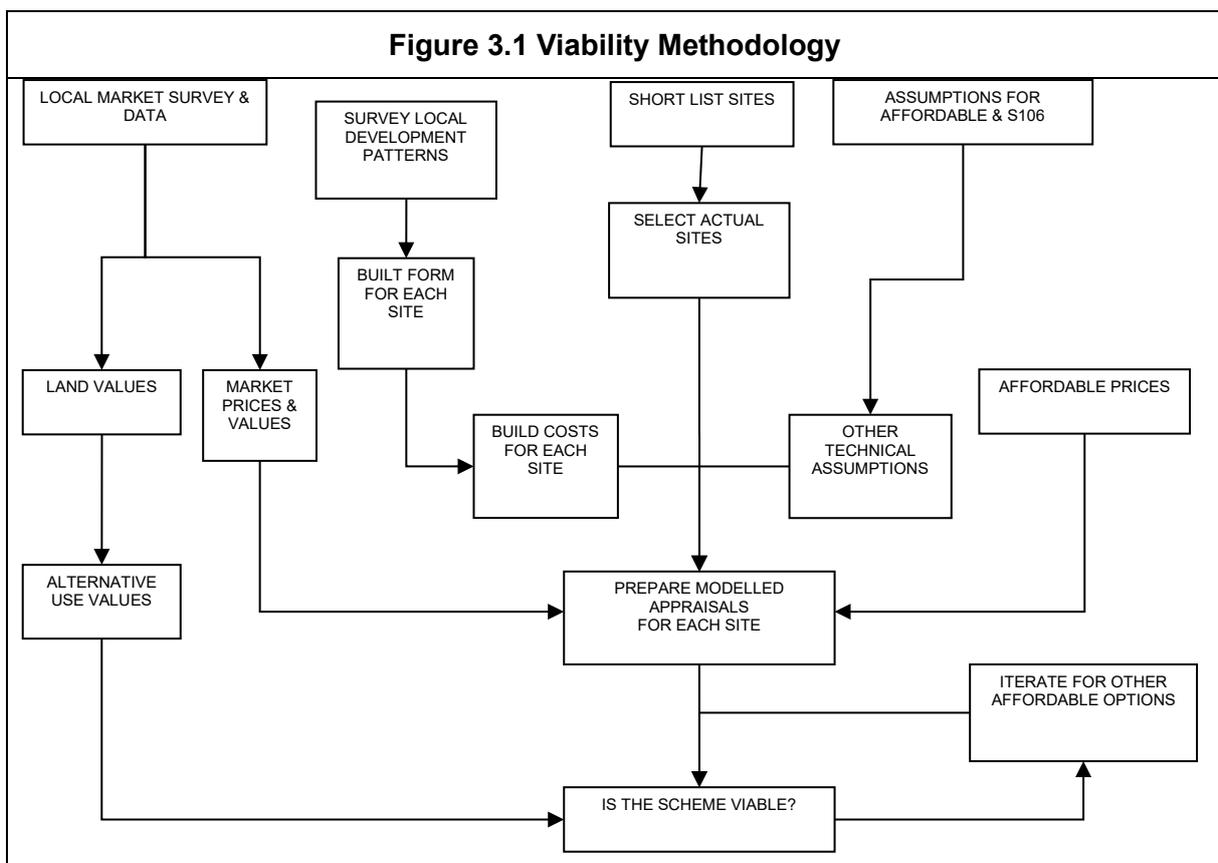 Figure 3.1 Viability Methodology
LOCAL MARKET SURVEY &
DATA
SURVEY LOCAL
DEVELOPMENT
PATTERNS
SHORT LIST SITES
ASSUMPTIONS FOR
AFFORDABLE & S106
SELECT ACTUAL
SITES
BUILT FORM
FOR EACH
SITE
LAND VALUES
MARKET
PRICES &
VALUES
AFFORDABLE PRICES
BUILD COSTS
FOR EACH
SITE
OTHER
TECHNICAL
ASSUMPTIONS
ALTERNATIVE
USE VALUES
PREPARE MODELLED
APPRAISALS
FOR EACH SITE
ITERATE FOR OTHER
AFFORDABLE OPTIONS
IS THE SCHEME VIABLE?